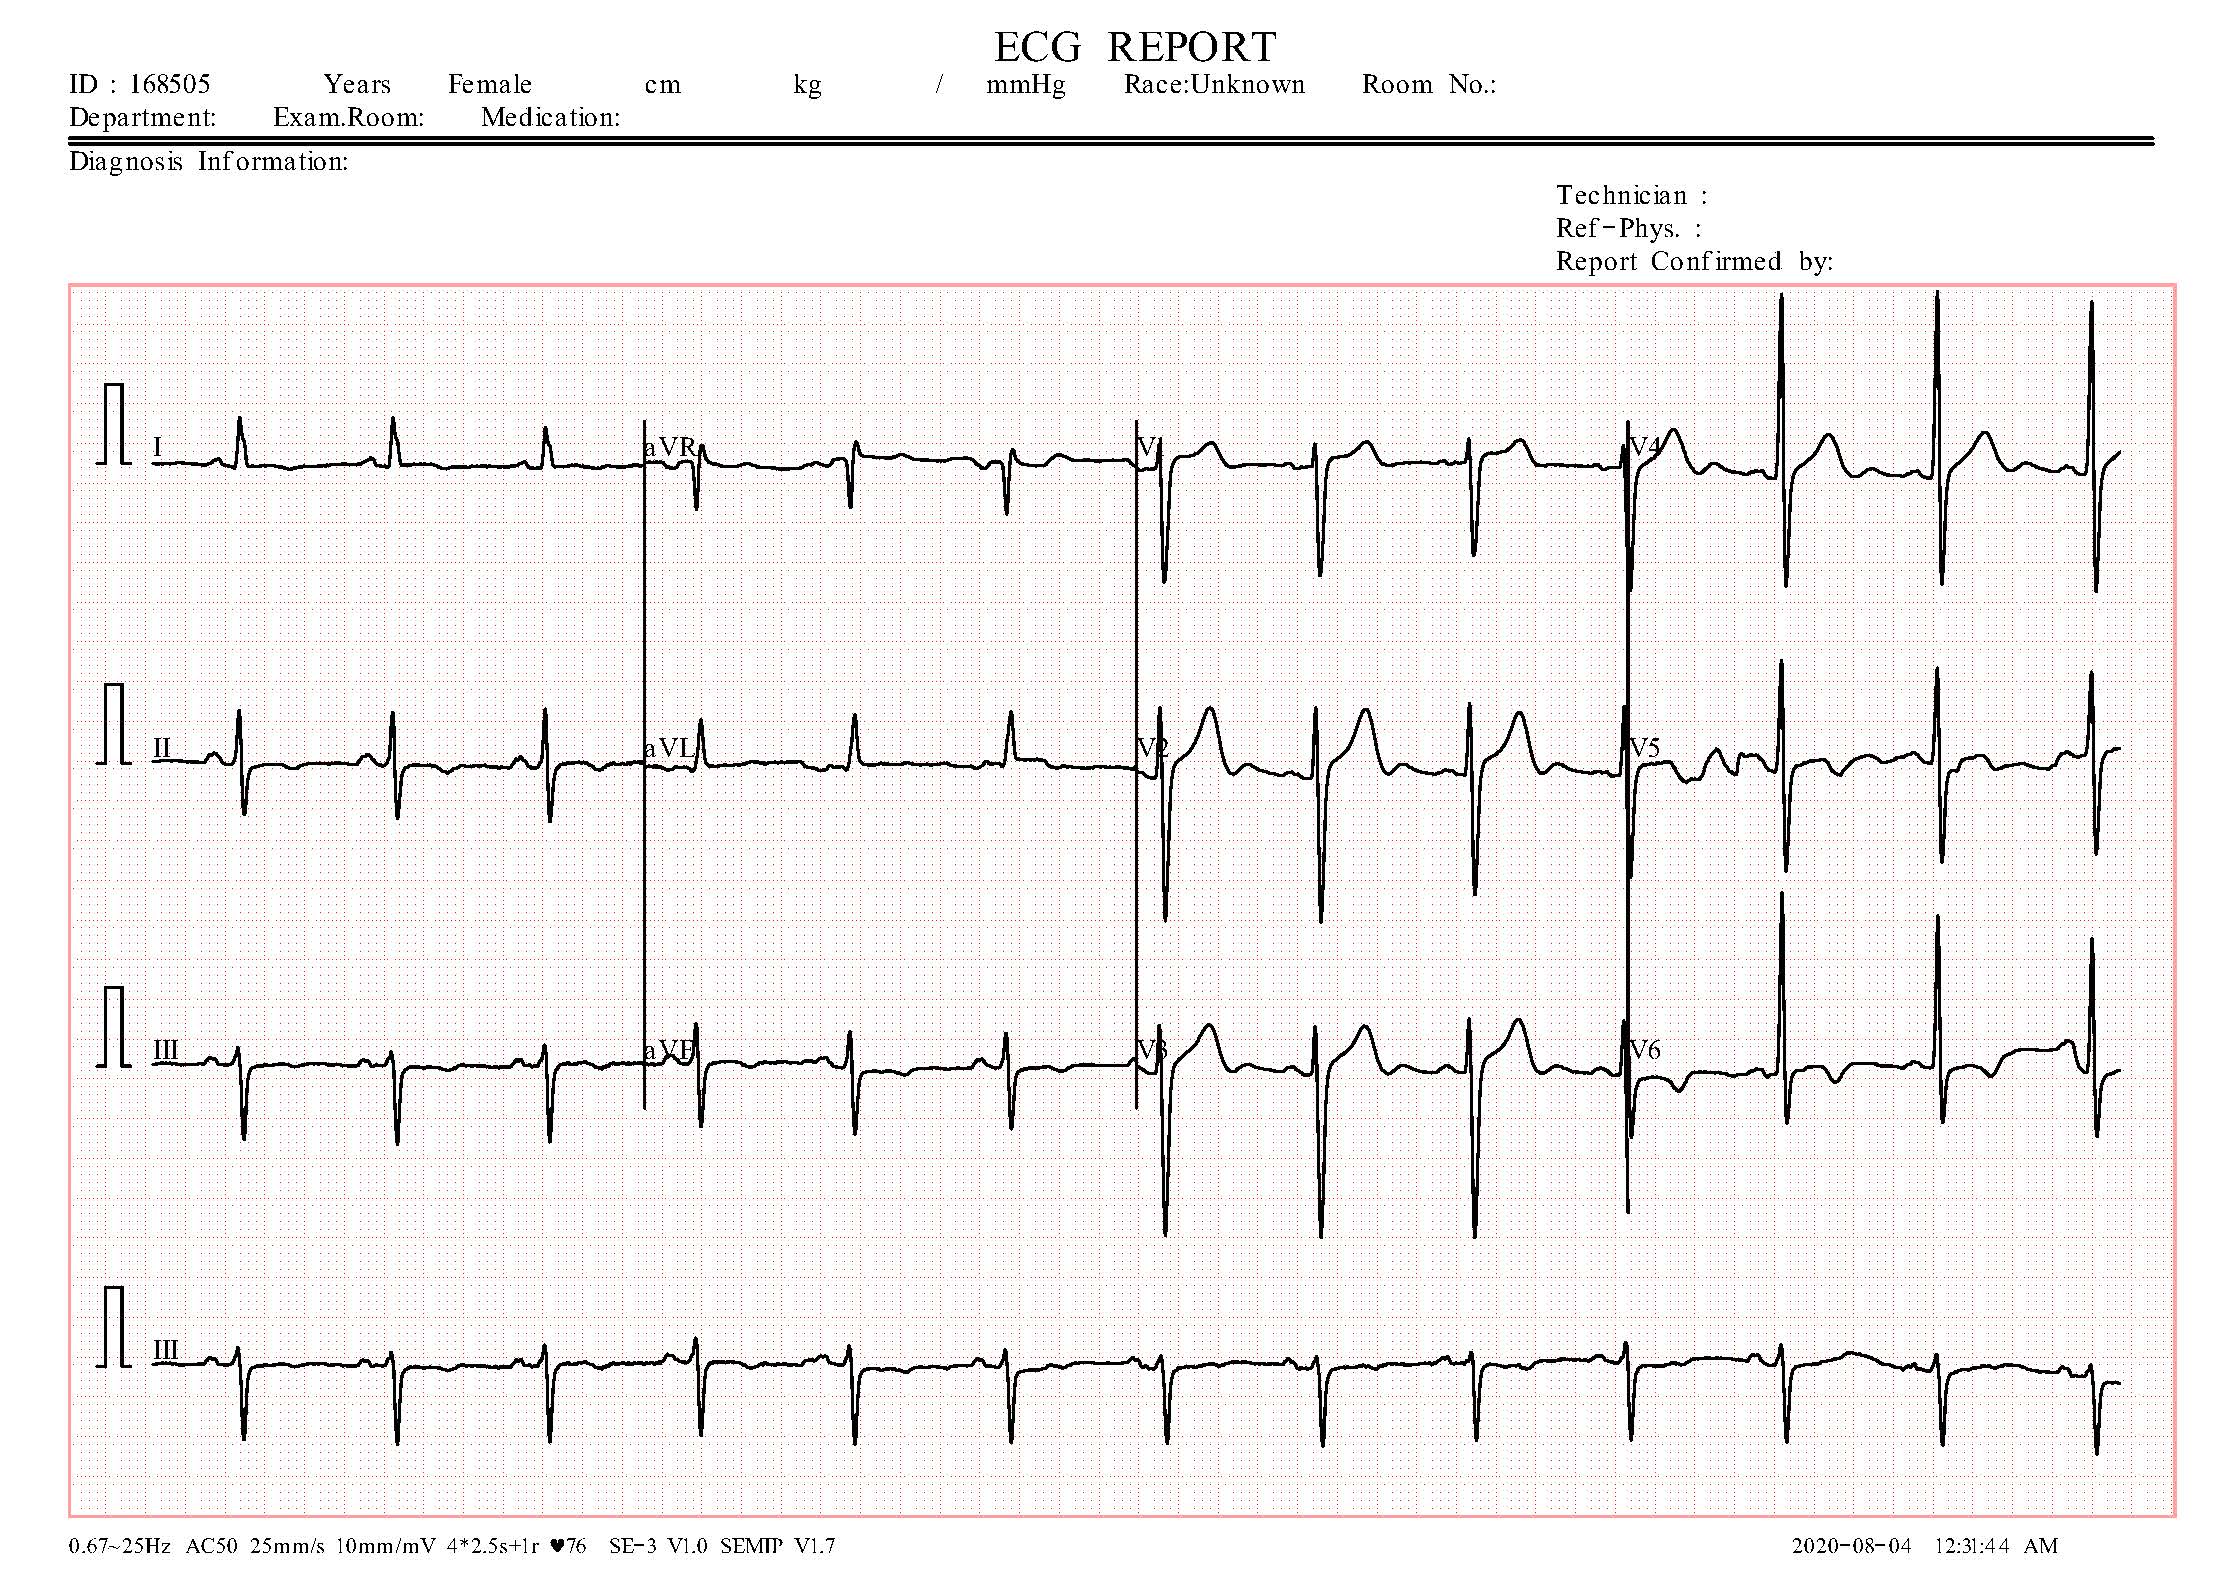 ECG REPORT
ID : 168505 Years Female cm kg / mmHg Race:Unknown Room No.:
Department: Exam.Room: Medication:
Diagnosis Information:
Technician :
Ref-Phys. :
Report Confirmed by:
I aVR V1 V4
II aVL V2 V5
III aVF V3 V6
III
0.67~25Hz AC50 25mm/s 10mm/mV 4*2.5s+1r ♥76 SE-3 V1.0 SEMIP V1.7 2020-08-04 12:31:44 AM